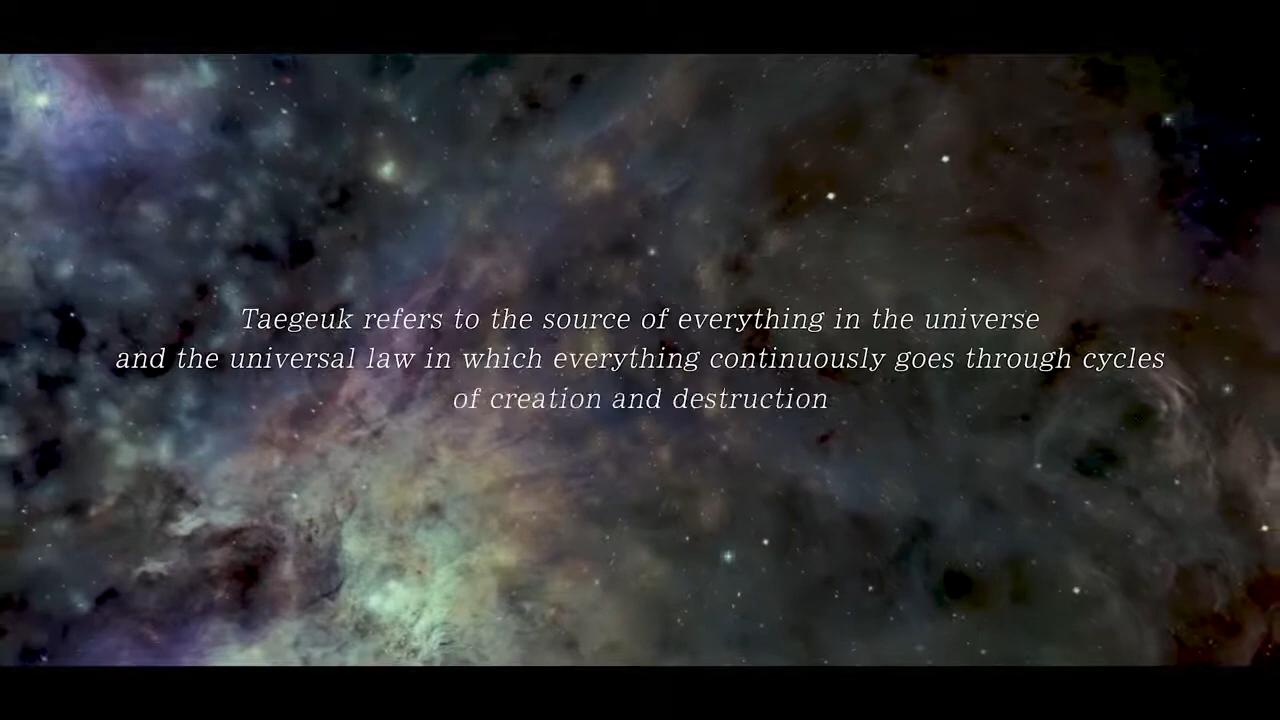 Taegeuk refers to the source of everything in the universe
and the universal law in which everything continuously goes through cycles
of creation and destruction